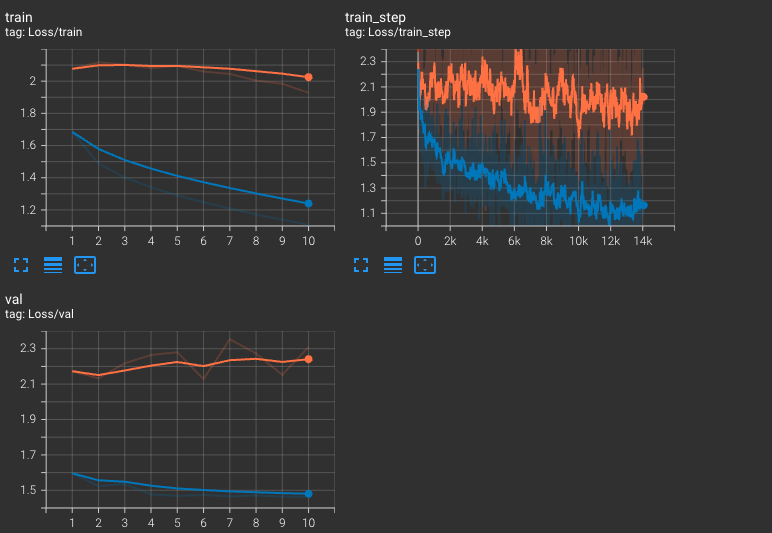 train
tag: Loss/train
2
1.8
1.6
1.4
1.2
1 2 3 4 5 6 7 8 9 10
train_step
tag: Loss/train_step
2.3
2.1
1.9
1.7
1.5
1.3
1.1
0 2k 4k 6k 8k 10k 12k 14k
val
tag: Loss/val
2.3
2.1
1.9
1.7
1.5
1 2 3 4 5 6 7 8 9 10